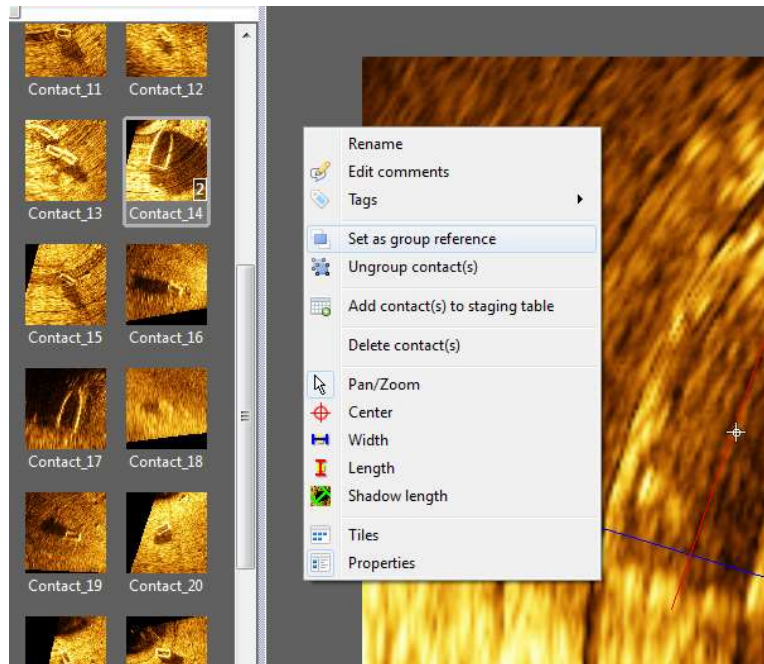 Contact_11
Contact_12
Contact_13
2
Contact_14
Contact_15
Contact_16
Contact_17
Contact_18
Contact_19
Contact_20
Rename
Edit comments
Tags
Set as group reference
Ungroup contact(s)
Add contact(s) to staging table
Delete contact(s)
Pan/Zoom
Center
Width
Length
Shadow length
Tiles
Properties